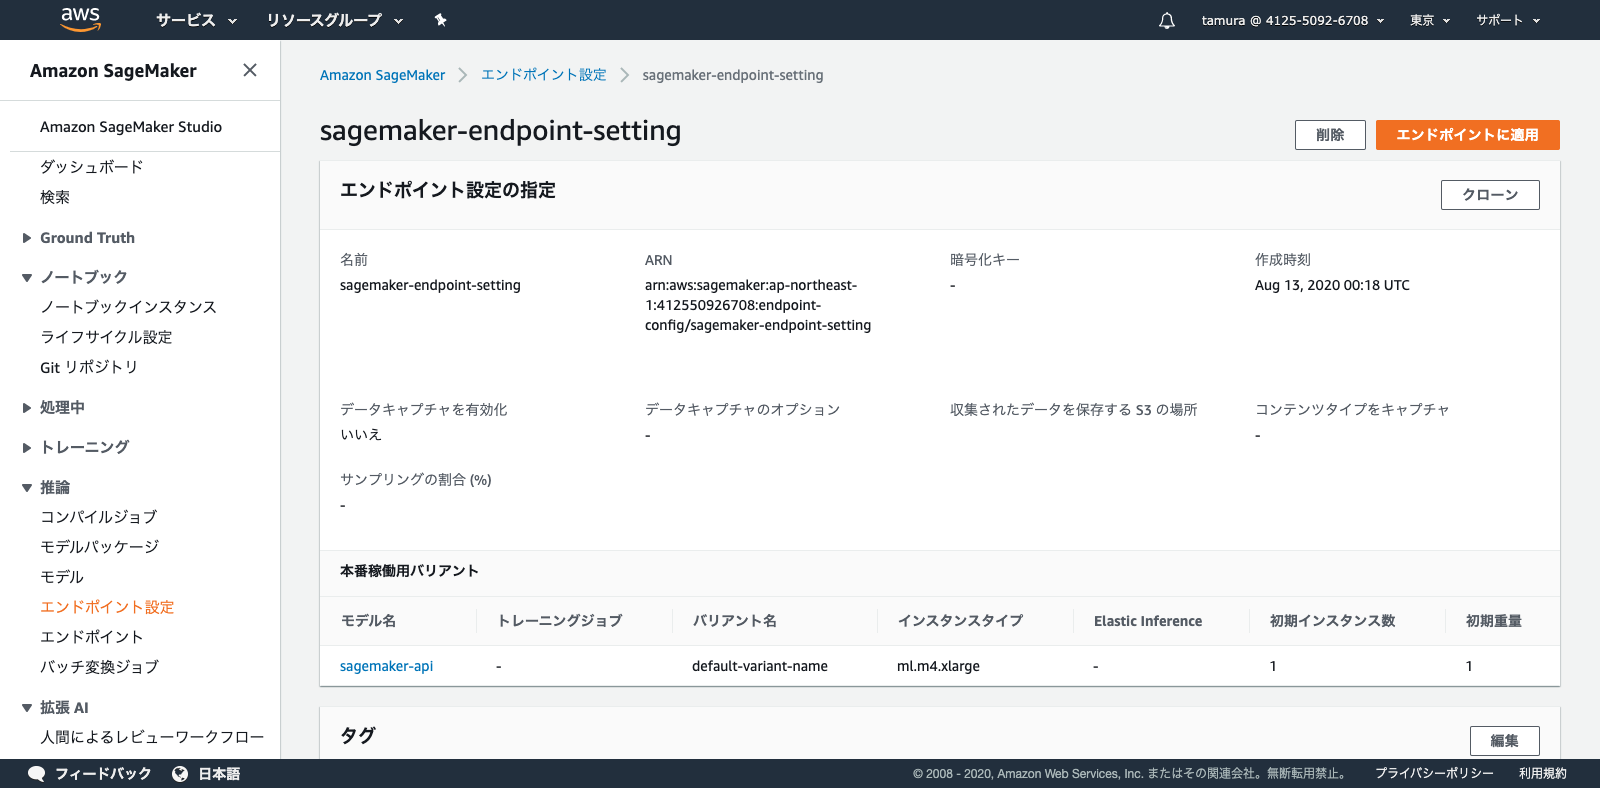 aws
サービス
リソースグループ
tamura @ 4125-5092-6708
東京
サポート
Amazon SageMaker
Amazon SageMaker Studio
ダッシュボード
検索
Ground Truth
ノートブック
ノートブックインスタンス
ライフサイクル設定
Git リポジトリ
処理中
トレーニング
推論
コンパイルジョブ
モデルパッケージ
モデル
エンドポイント設定
エンドポイント
バッチ変換ジョブ
拡張 AI
人間によるレビューワークフロー
Amazon SageMaker
エンドポイント設定
sagemaker-endpoint-setting
sagemaker-endpoint-setting
削除
エンドポイントに適用
エンドポイント設定の指定
クローン
名前
sagemaker-endpoint-setting
ARN
arn:aws:sagemaker:ap-northeast-
1:412550926708:endpoint-
config/sagemaker-endpoint-setting
暗号化キー
-
作成時刻
Aug 13, 2020 00:18 UTC
データキャプチャを有効化
いいえ
データキャプチャのオプション
-
収集されたデータを保存する S3 の場所
コンテンツタイプをキャプチャ
-
サンプリングの割合 (%)
-
本番稼働用バリアント
モデル名 トレーニングジョブ バリアント名 インスタンスタイプ Elastic Inference 初期インスタンス数 初期重量
sagemaker-api - default-variant-name ml.m4.xlarge - 1 1
タグ
編集
フィードバック
日本語
© 2008 - 2020, Amazon Web Services, Inc. またはその関連会社。無断転用禁止。
プライバシーポリシー
利用規約